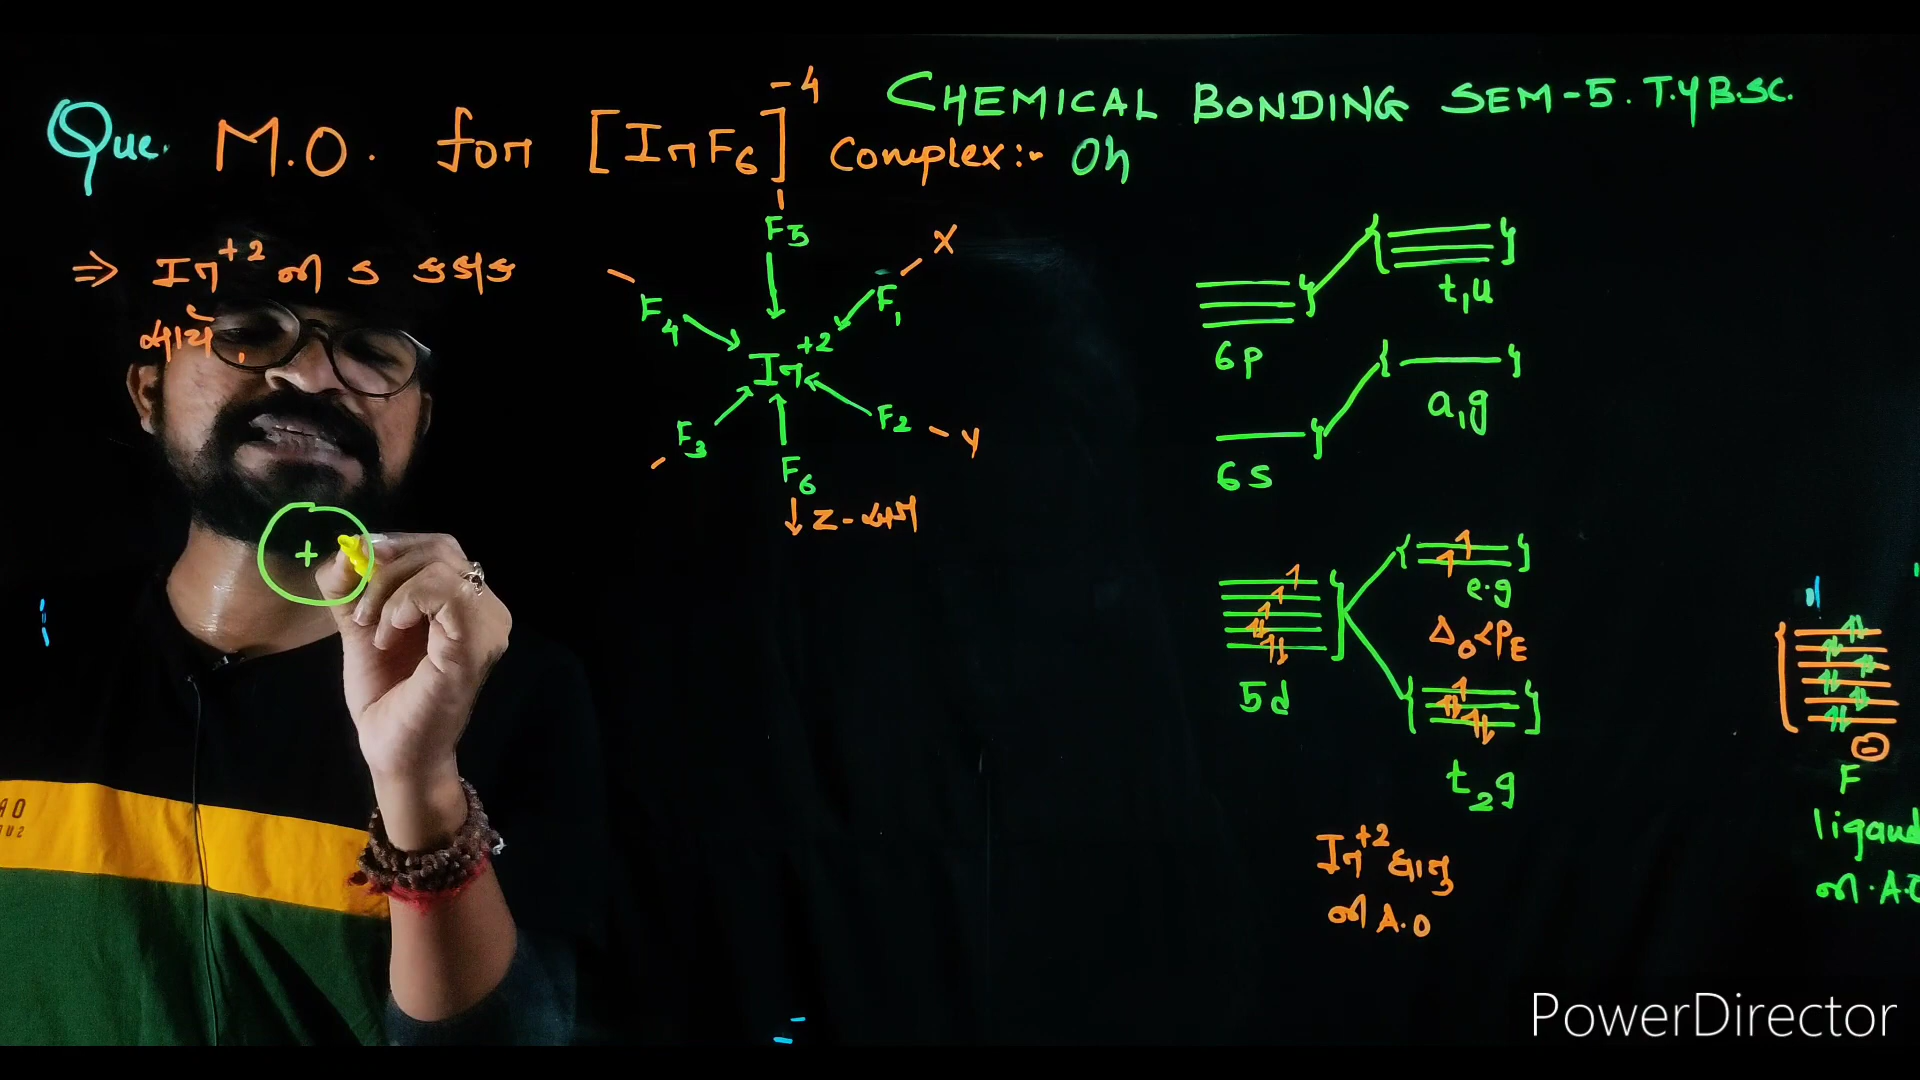 CHEMICAL BONDING SEM-5. T.Y B.SC.
Que. M.O. for [IrF6]-4 Complex:- Oh
⇒ Ir+2 ની s કક્ષક
સાથે.
F5
F4
F1
X
Ir+2
F3
F2
Y
F6
↓ Z-અક્ષ
+
6p
t1u
6s
a1g
5d
e.g
Δo<PE
t2g
Ir+2 ધાતુ
ની A.O
F
ligand
ની A.O
PowerDirector